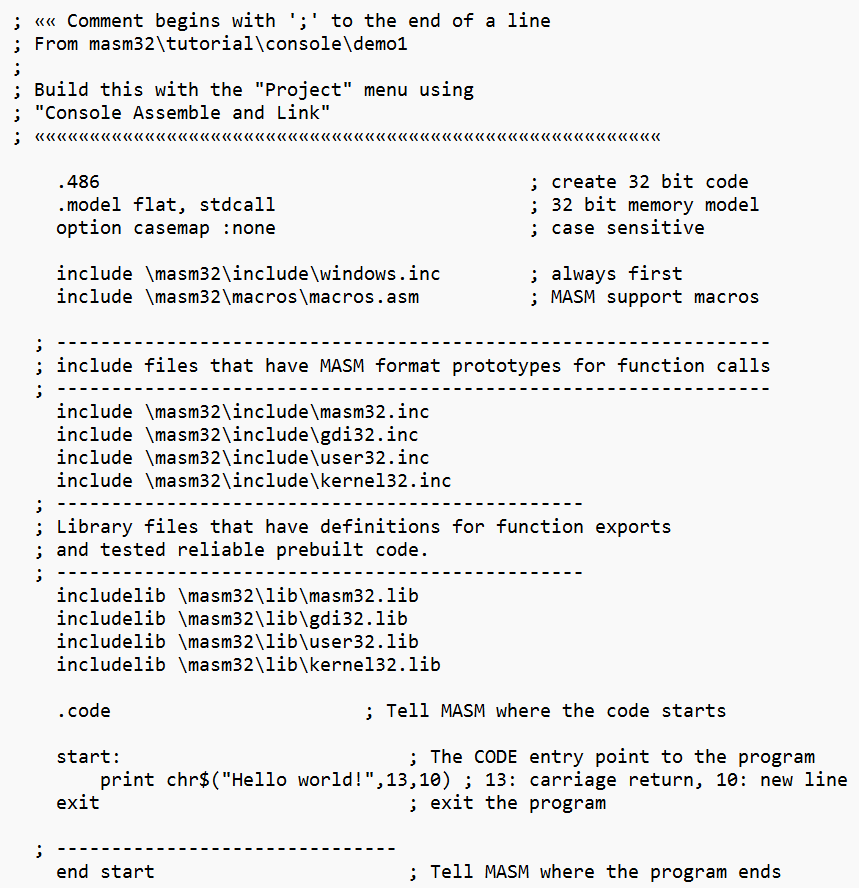 ; «« Comment begins with ';' to the end of a line
; From masm32\tutorial\console\demo1
;
; Build this with the "Project" menu using
; "Console Assemble and Link"
; «««««««««««««««««««««««««««««««««««««««««««««««««««««««««
.486 ; create 32 bit code
.model flat, stdcall ; 32 bit memory model
option casemap :none ; case sensitive
include \masm32\include\windows.inc ; always first
include \masm32\macros\macros.asm ; MASM support macros
; -----------------------------------------------------------------
; include files that have MASM format prototypes for function calls
; -----------------------------------------------------------------
include \masm32\include\masm32.inc
include \masm32\include\gdi32.inc
include \masm32\include\user32.inc
include \masm32\include\kernel32.inc
; ------------------------------------------------
; Library files that have definitions for function exports
; and tested reliable prebuilt code.
; ------------------------------------------------
includelib \masm32\lib\masm32.lib
includelib \masm32\lib\gdi32.lib
includelib \masm32\lib\user32.lib
includelib \masm32\lib\kernel32.lib
.code ; Tell MASM where the code starts
start: ; The CODE entry point to the program
print chr$("Hello world!",13,10) ; 13: carriage return, 10: new line
exit ; exit the program
; -------------------------------
end start ; Tell MASM where the program ends